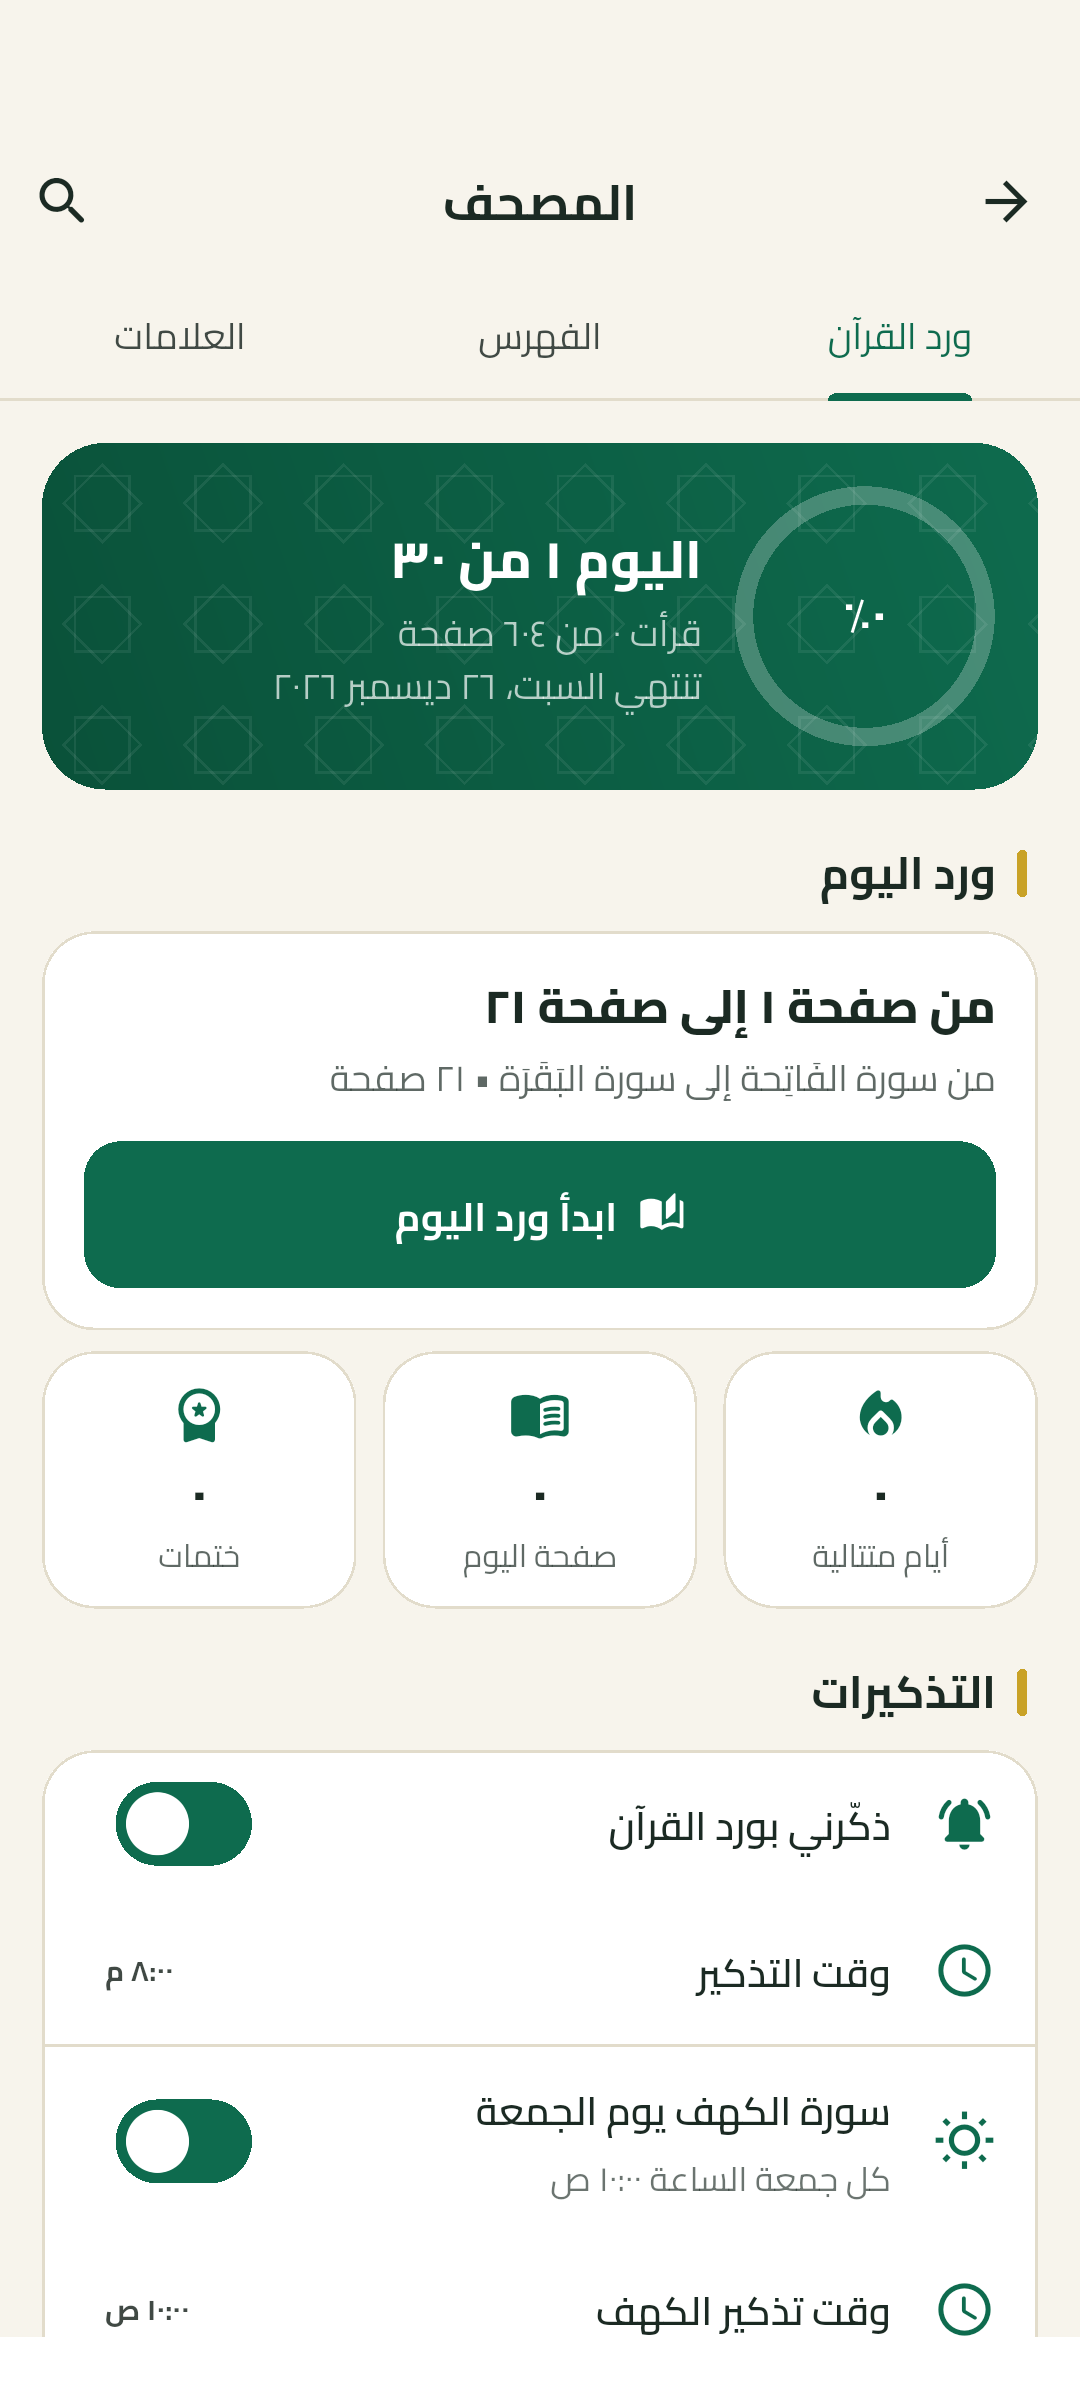 المصحف
ورد القرآن
الفهرس
العلامات
٠٪
اليوم ١ من ٣٠
قرأت ٠ من ٦٠٤ صفحة
تنتهي السبت، ٢٦ ديسمبر ٢٠٢٦
ورد اليوم
من صفحة ١ إلى صفحة ٢١
من سورة الفَاتِحة إلى سورة البَقَرَة ▪ ٢١ صفحة
ابدأ ورد اليوم
٠
أيام متتالية
٠
صفحة اليوم
٠
ختمات
التذكيرات
ذكّرني بورد القرآن
وقت التذكير
٨:٠٠ م
سورة الكهف يوم الجمعة
كل جمعة الساعة ١٠:٠٠ ص
وقت تذكير الكهف
١٠:٠٠ ص